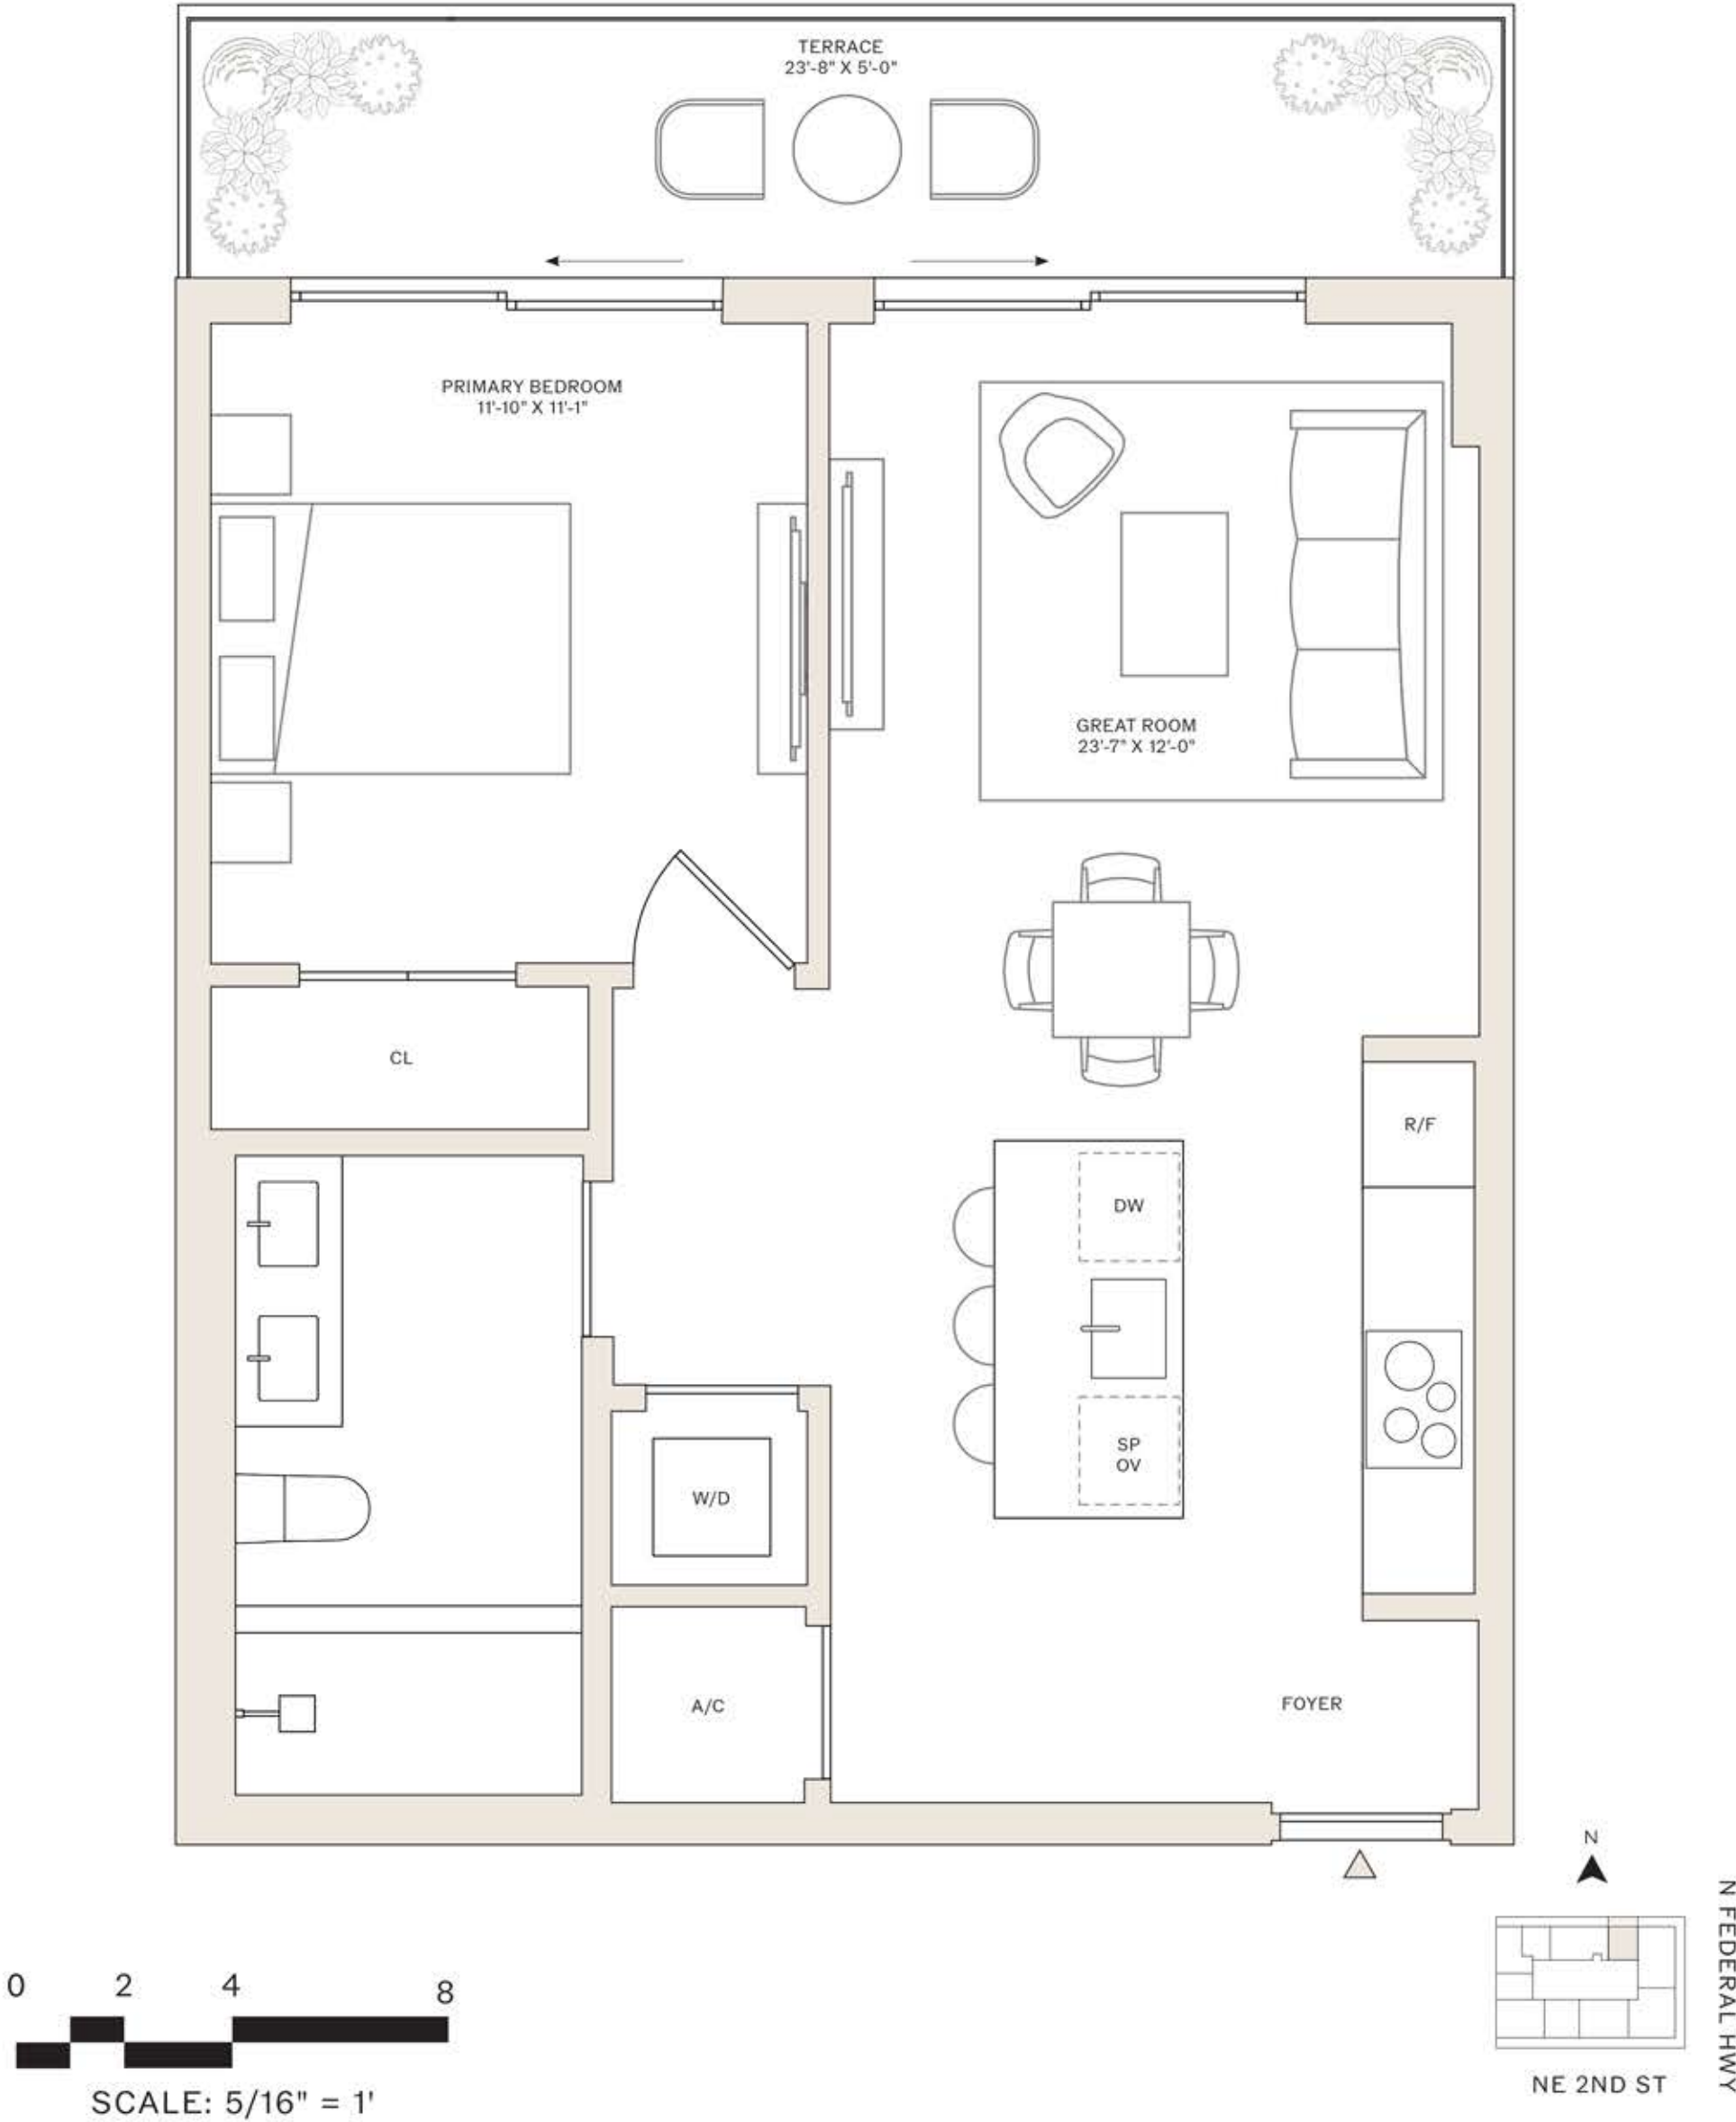 TERRACE
23'-8" X 5'-0"
PRIMARY BEDROOM
11'-10" X 11'-1"
GREAT ROOM
23'-7" X 12'-0"
CL
R/F
DW
SP
OV
W/D
A/C
FOYER
N
N FEDERAL HWY
NE 2ND ST
0 2 4 8
SCALE: 5/16" = 1'